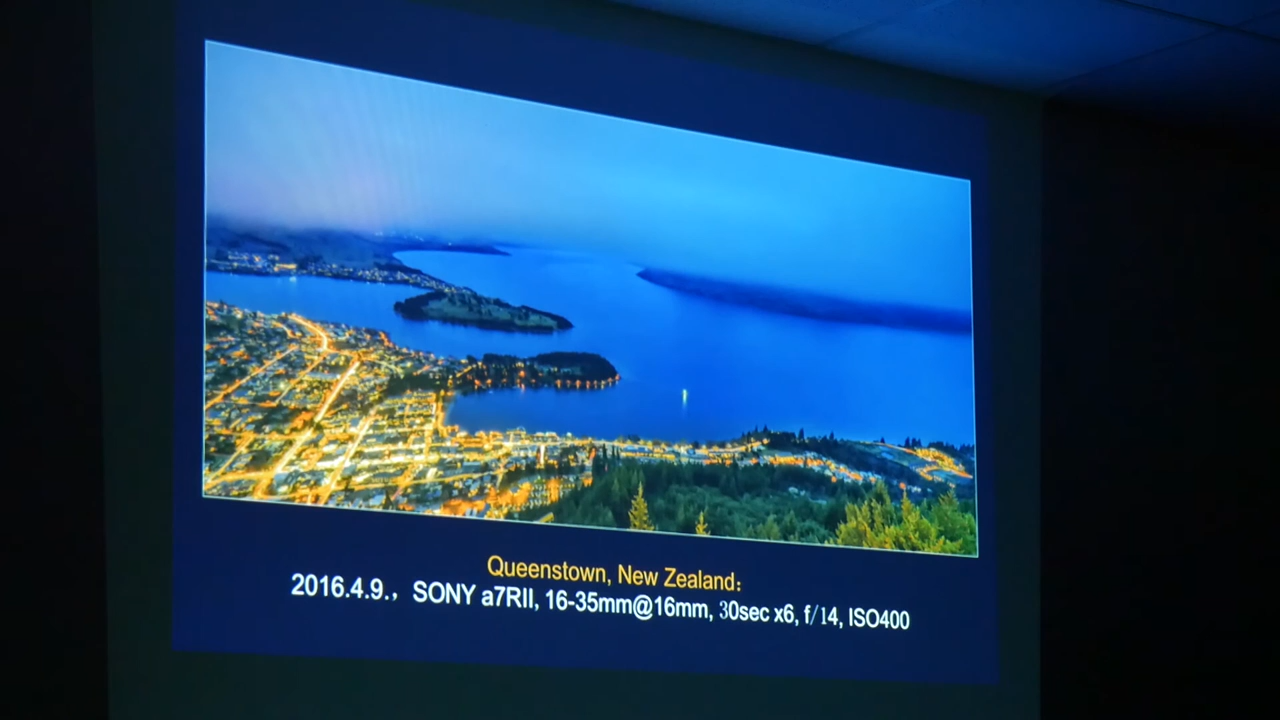 Queenstown, New Zealand：
2016.4.9.，SONY a7RII, 16-35mm@16mm, 30sec x6, f/14, ISO400